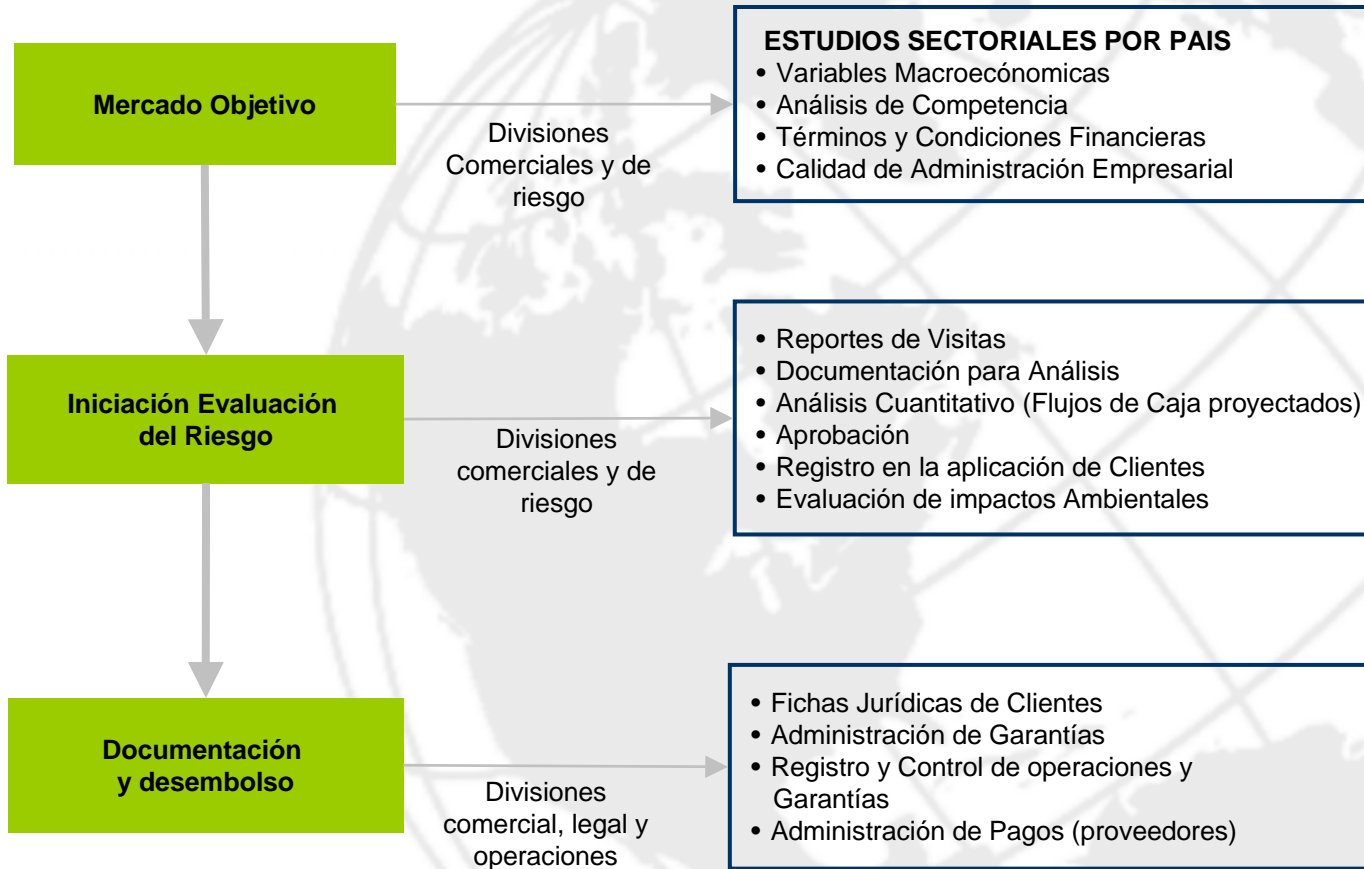 Mercado Objetivo
Divisiones
Comerciales y de
riesgo
ESTUDIOS SECTORIALES POR PAIS
• Variables Macroecónomicas
• Análisis de Competencia
• Términos y Condiciones Financieras
• Calidad de Administración Empresarial
Iniciación Evaluación
del Riesgo
Divisiones
comerciales y de
riesgo
• Reportes de Visitas
• Documentación para Análisis
• Análisis Cuantitativo (Flujos de Caja proyectados)
• Aprobación
• Registro en la aplicación de Clientes
• Evaluación de impactos Ambientales
Documentación
y desembolso
Divisiones
comercial, legal y
operaciones
• Fichas Jurídicas de Clientes
• Administración de Garantías
• Registro y Control de operaciones y
Garantías
• Administración de Pagos (proveedores)